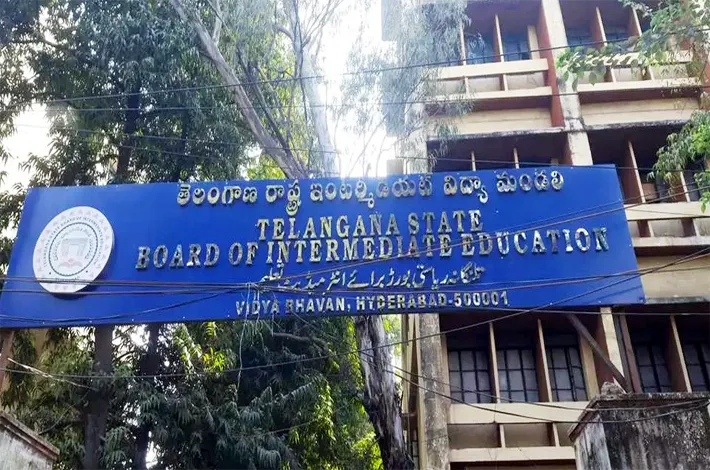 తెలంగాణ రాష్ట్ర ఇంటర్మీడియట్ విద్యా మండలి
TELANGANA STATE
BOARD OF INTERMEDIATE EDUCATION
تلنگانہ ریاستی بورڈ برائے انٹرمیڈیٹ تعلیم
VIDYA BHAVAN, HYDERABAD-500001